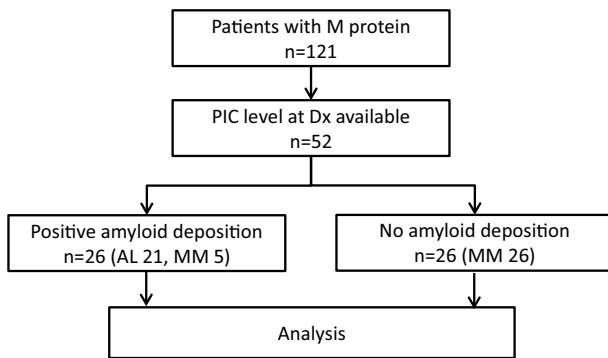 Patients with M protein
n=121
PIC level at Dx available
n=52
Positive amyloid deposition
n=26 (AL 21, MM 5)
No amyloid deposition
n=26 (MM 26)
Analysis